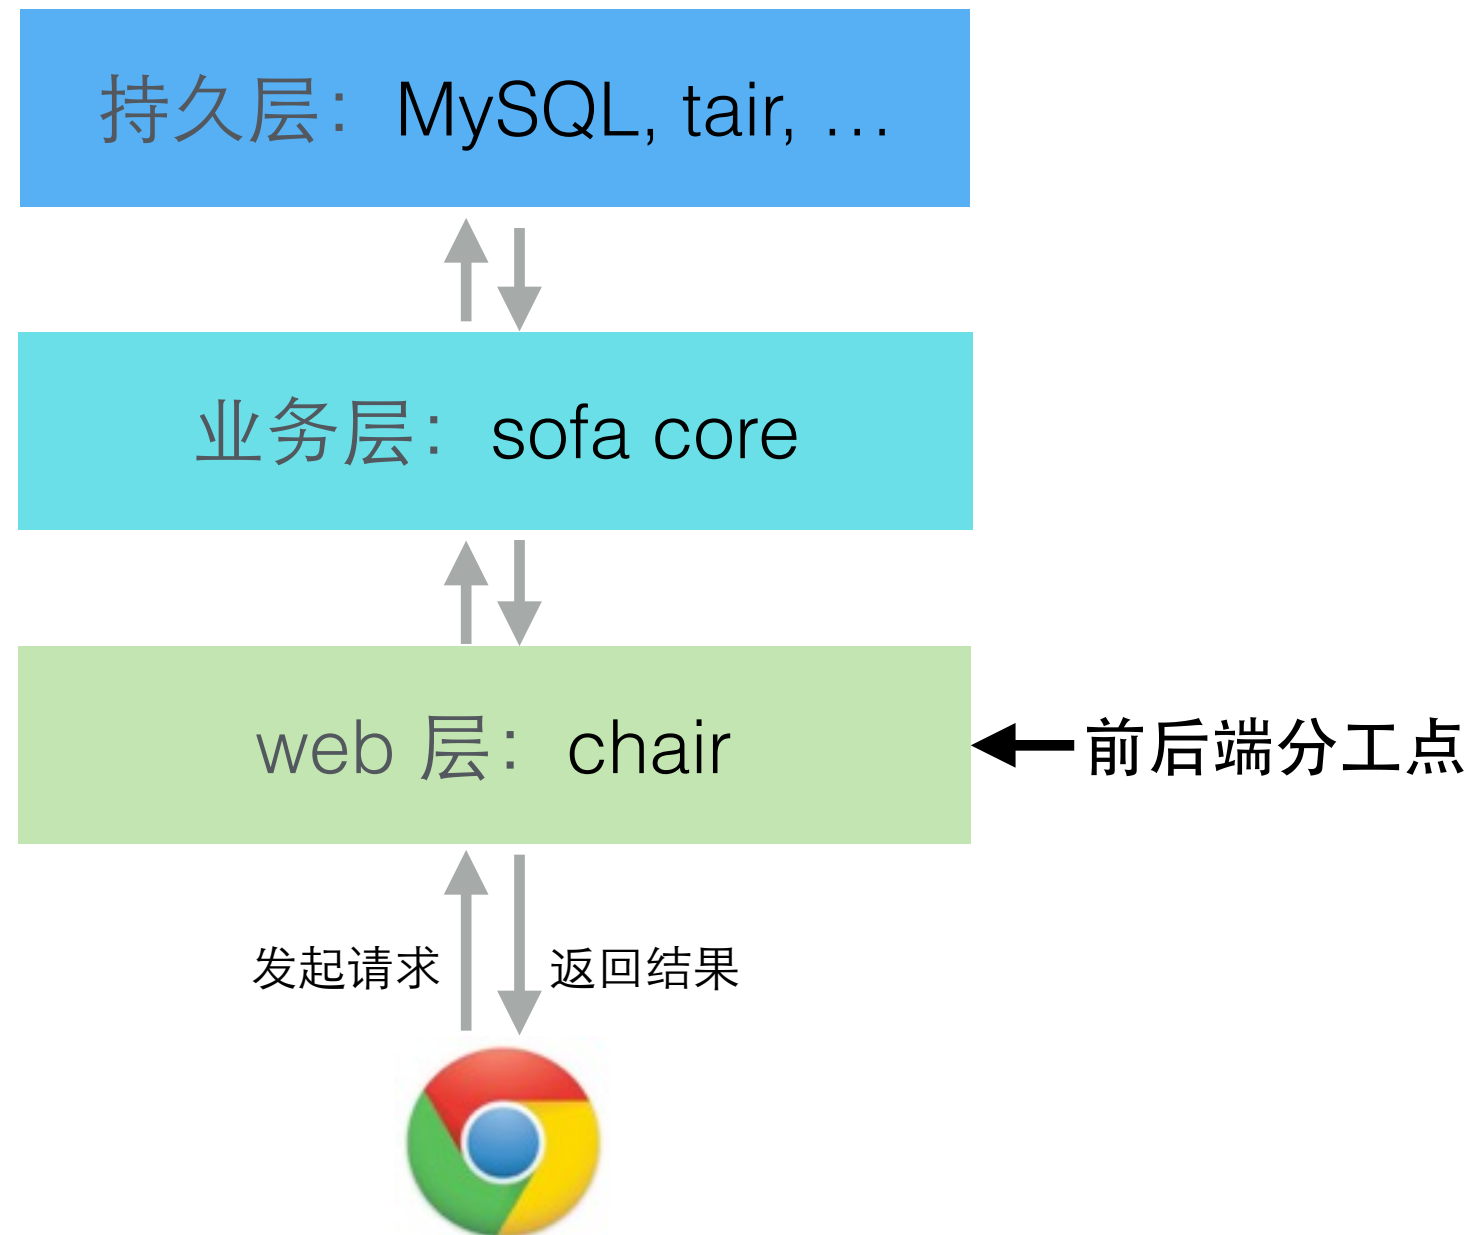 持久层：MySQL, tair, …
业务层：sofa core
web 层：chair
前后端分工点
发起请求
返回结果